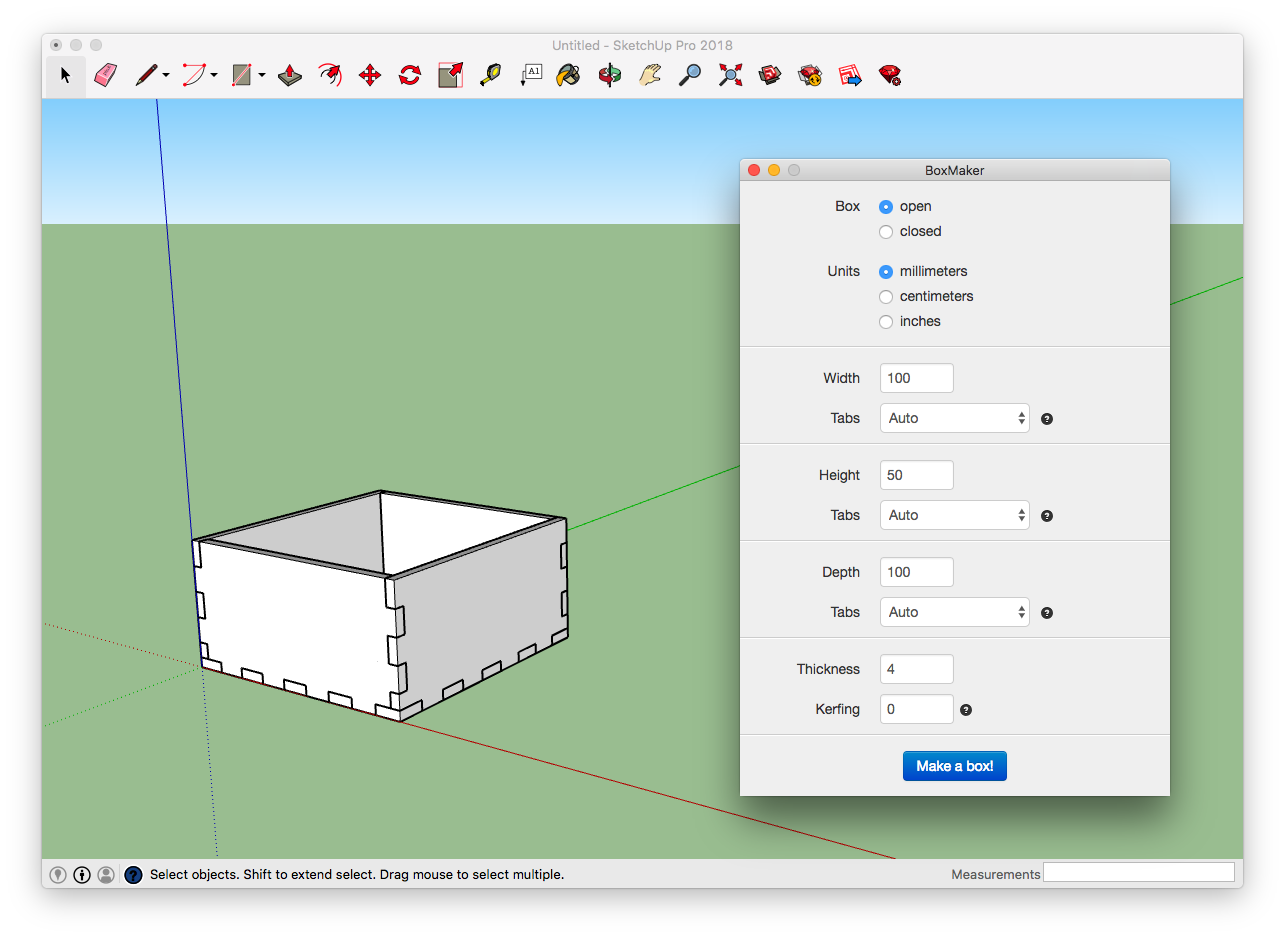 Untitled - SketchUp Pro 2018
A1
BoxMaker
Box open
closed
Units millimeters
centimeters
inches
Width 100
Tabs Auto ?
Height 50
Tabs Auto ?
Depth 100
Tabs Auto ?
Thickness 4
Kerfing 0 ?
Make a box!
? Select objects. Shift to extend select. Drag mouse to select multiple. Measurements